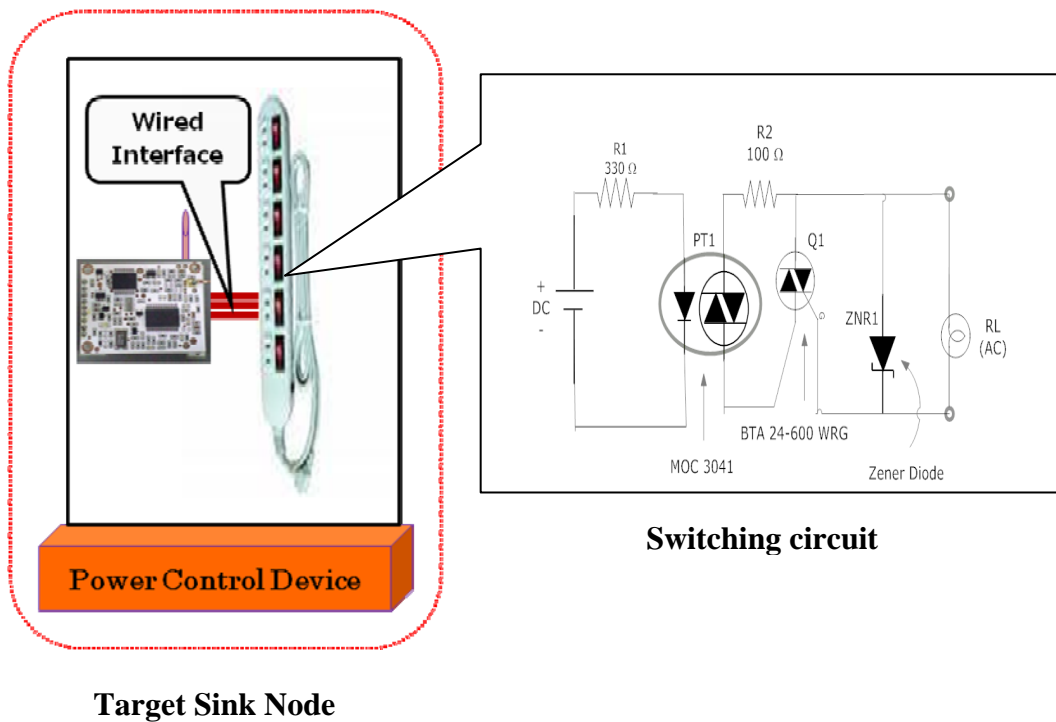 Wired
Interface
Power Control Device
Target Sink Node
R1
330 Ω
R2
100 Ω
PT1
Q1
+
DC
-
G
ZNR1
RL
(AC)
BTA 24-600 WRG
MOC 3041
Zener Diode
Switching circuit